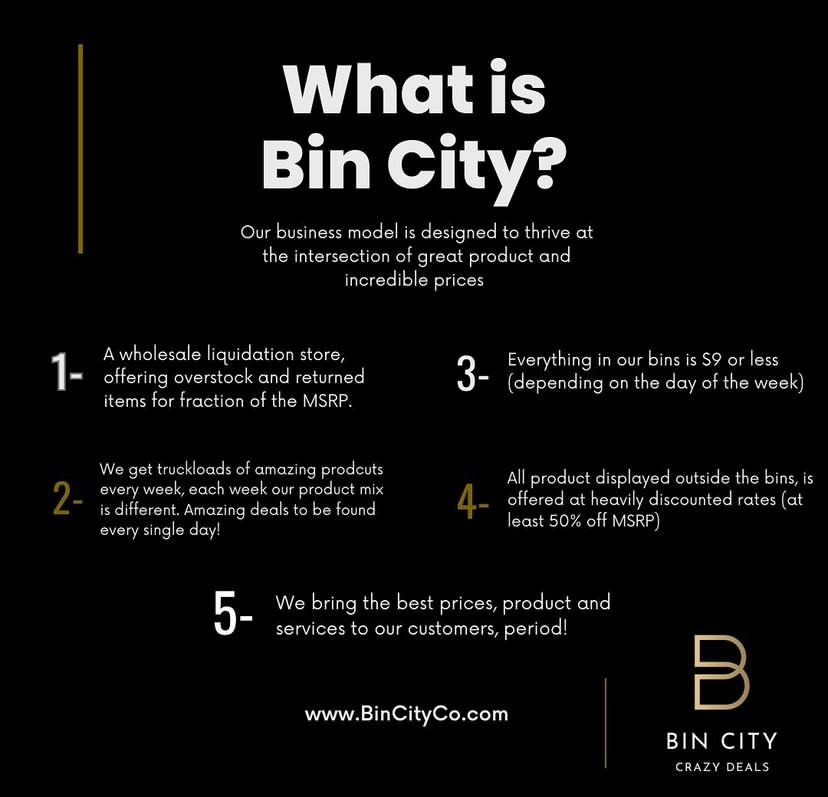 What is
Bin City?
Our business model is designed to thrive at
the intersection of great product and
incredible prices
1- A wholesale liquidation store,
offering overstock and returned
items for fraction of the MSRP.
2- We get truckloads of amazing prodcuts
every week, each week our product mix
is different. Amazing deals to be found
every single day!
3- Everything in our bins is $9 or less
(depending on the day of the week)
4- All product displayed outside the bins, is
offered at heavily discounted rates (at
least 50% off MSRP)
5- We bring the best prices, product and
services to our customers, period!
www.BinCityCo.com
B
BIN CITY
CRAZY DEALS